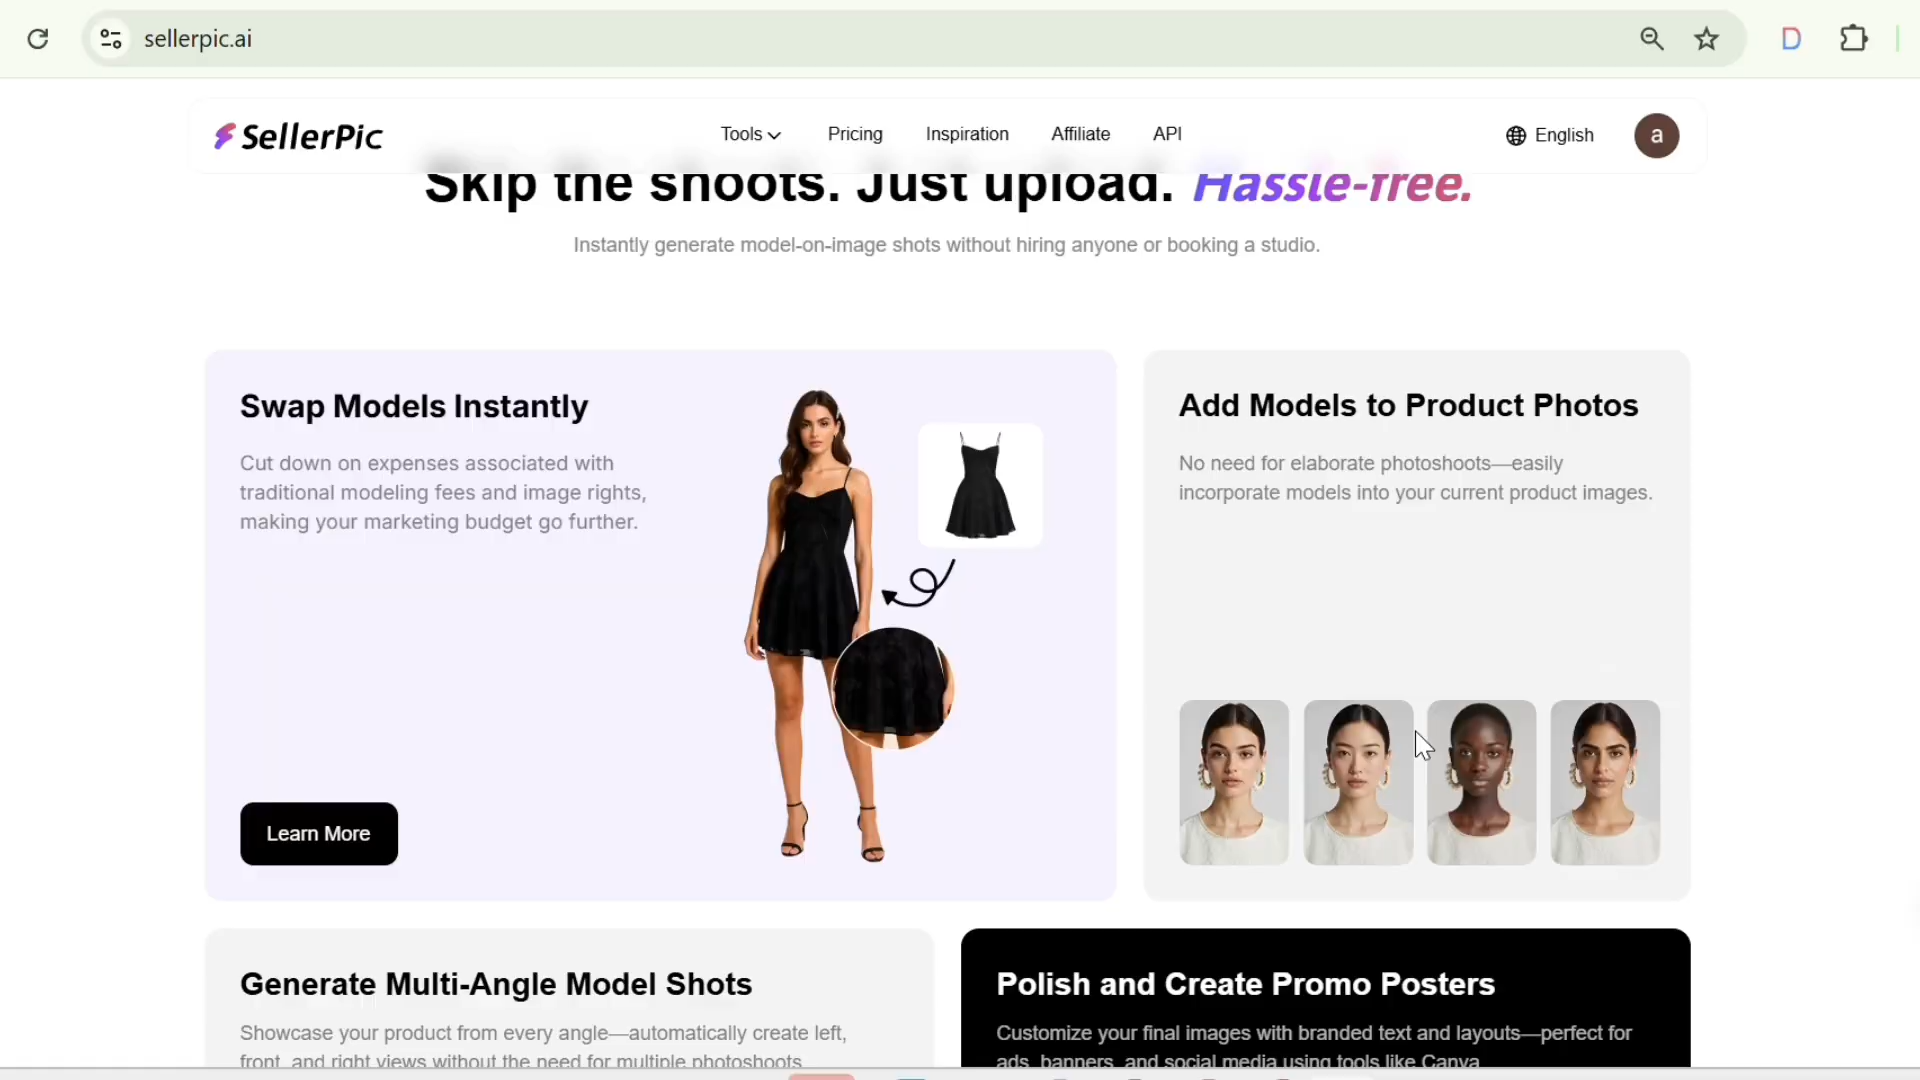 sellerpic.ai
SellerPic
Tools
Pricing
Inspiration
Affiliate
API
English
a
Skip the shoots. Just upload. Hassle-free.
Instantly generate model-on-image shots without hiring anyone or booking a studio.
Swap Models Instantly
Cut down on expenses associated with
traditional modeling fees and image rights,
making your marketing budget go further.
Learn More
Add Models to Product Photos
No need for elaborate photoshoots—easily
incorporate models into your current product images.
Generate Multi-Angle Model Shots
Showcase your product from every angle—automatically create left,
front, and right views without the need for multiple photoshoots
Polish and Create Promo Posters
Customize your final images with branded text and layouts—perfect for
ads, banners, and social media using tools like Canva